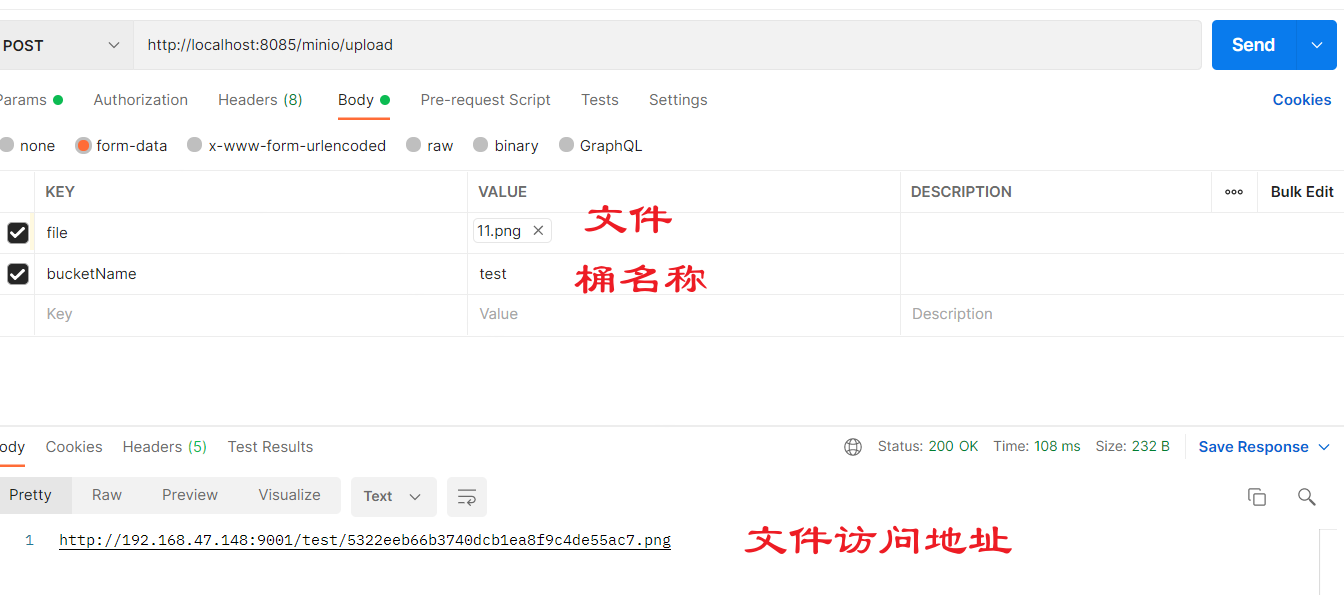 POST http://localhost:8085/minio/upload Send
Params Authorization Headers (8) Body Pre-request Script Tests Settings Cookies
none form-data x-www-form-urlencoded raw binary GraphQL
KEY VALUE DESCRIPTION ooo Bulk Edit
file 11.png × 文件
bucketName test 桶名称
Key Value Description
ody Cookies Headers (5) Test Results Status: 200 OK Time: 108 ms Size: 232 B Save Response
Pretty Raw Preview Visualize Text
1 http://192.168.47.148:9001/test/5322eeb66b3740dcb1ea8f9c4de55ac7.png 文件访问地址